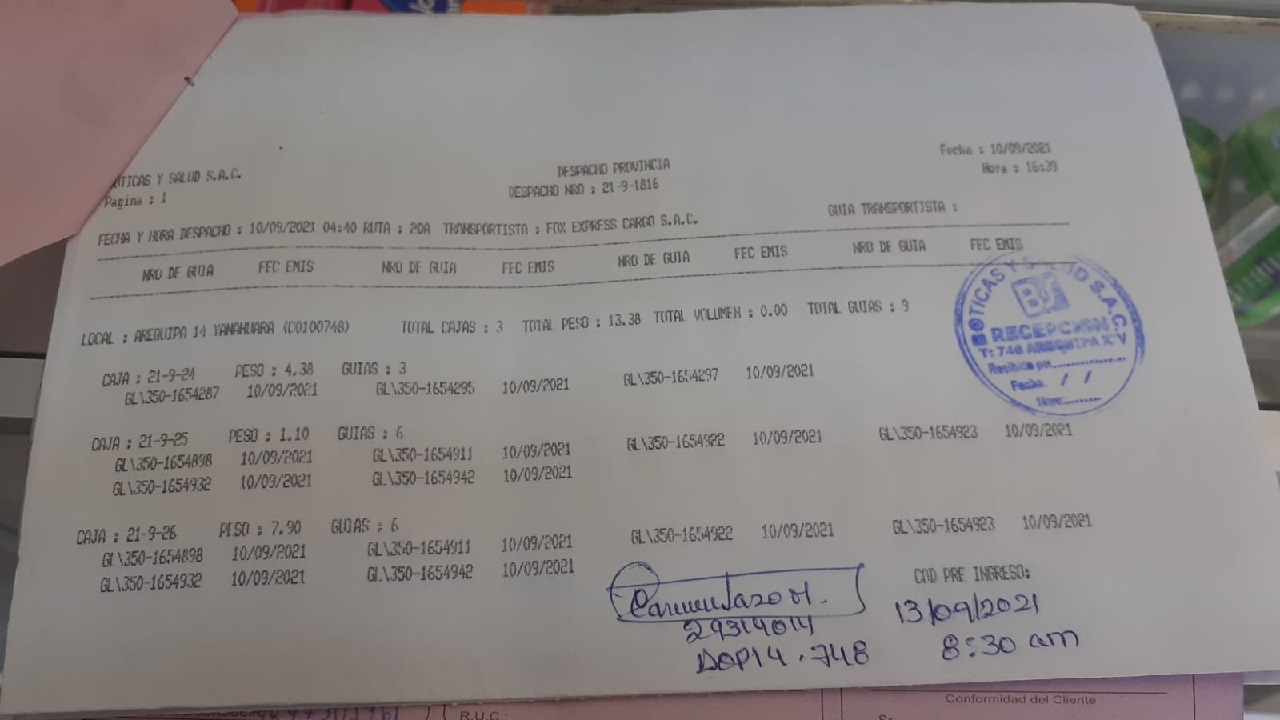 OTICAS Y SALUD S.A.C. DESPACHO PROVINCIA Fecha : 10/09/2021
Pagina : 1 DESPACHO NRO : 21-9-1816 Hora : 16:39
FECHA Y HORA DESPACHO : 10/09/2021 04:40 RUTA : 20A TRANSPORTISTA : FOX EXPRESS CARGO S.A.C. GUIA TRANSPORTISTA :
NRO DE GUIA FEC EMIS NRO DE GUIA FEC EMIS NRO DE GUIA FEC EMIS NRO DE GUIA FEC EMIS
LOCAL : AREQUIPA 14 YANAHUARA (C0100748) TOTAL CAJAS : 3 TOTAL PESO : 13.38 TOTAL VOLUMEN : 0.00 TOTAL GUIAS : 9
CAJA : 21-9-24 PESO : 4.38 GUIAS : 3
GL\350-1654287 10/09/2021 GL\350-1654295 10/09/2021 GL\350-1654297 10/09/2021
CAJA : 21-9-25 PESO : 1.10 GUIAS : 6
GL\350-1654898 10/09/2021 GL\350-1654911 10/09/2021 GL\350-1654922 10/09/2021 GL\350-1654923 10/09/2021
GL\350-1654932 10/09/2021 GL\350-1654942 10/09/2021
CAJA : 21-9-26 PESO : 7.90 GUIAS : 6
GL\350-1654898 10/09/2021 GL\350-1654911 10/09/2021 GL\350-1654922 10/09/2021 GL\350-1654923 10/09/2021
GL\350-1654932 10/09/2021 GL\350-1654942 10/09/2021
COD PRE INGRESO:
BOTICAS Y SALUD S.A.C.
BS
RECEPCION
T: 748 AREQUIPA XIV
Recibido por
Fecha: / /
Hora:
Carmen Lazo H.
29314014
13/09/2021
8:30 am
R.U.C.:
Conformidad del Cliente